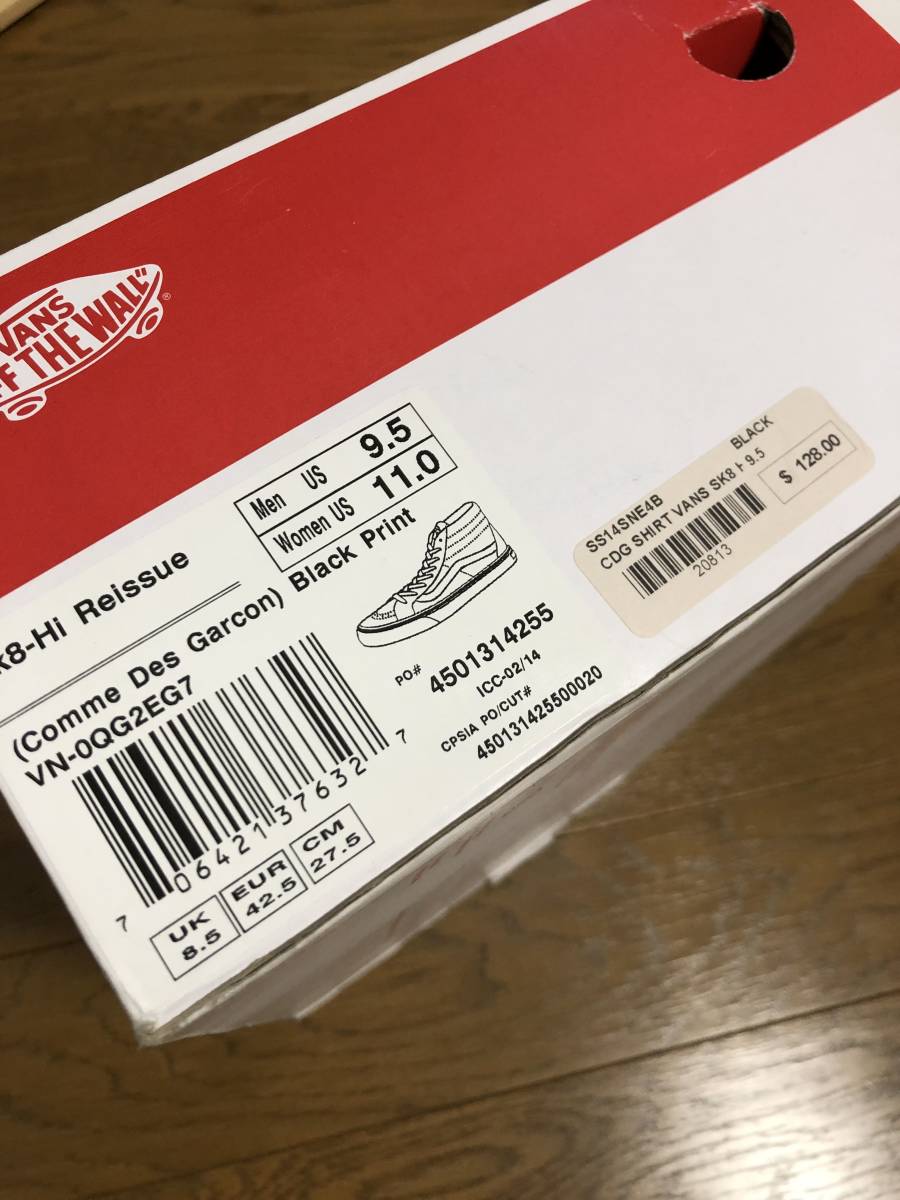 VANS
FF THE WALL"
®
k8-Hi Reissue
Men US 9.5
Women US 11.0
(Comme Des Garcon) Black Print
VN-0QG2EG7
7 06421 37632 7
PO# 4501314255
ICC-02/14
CPSIA PO/CUT#
450131425500020
UK
8.5
EUR
42.5
CM
27.5
SS14SNE4B BLACK
CDG SHIRT VANS SK8 9.5
20813
$ 128.00